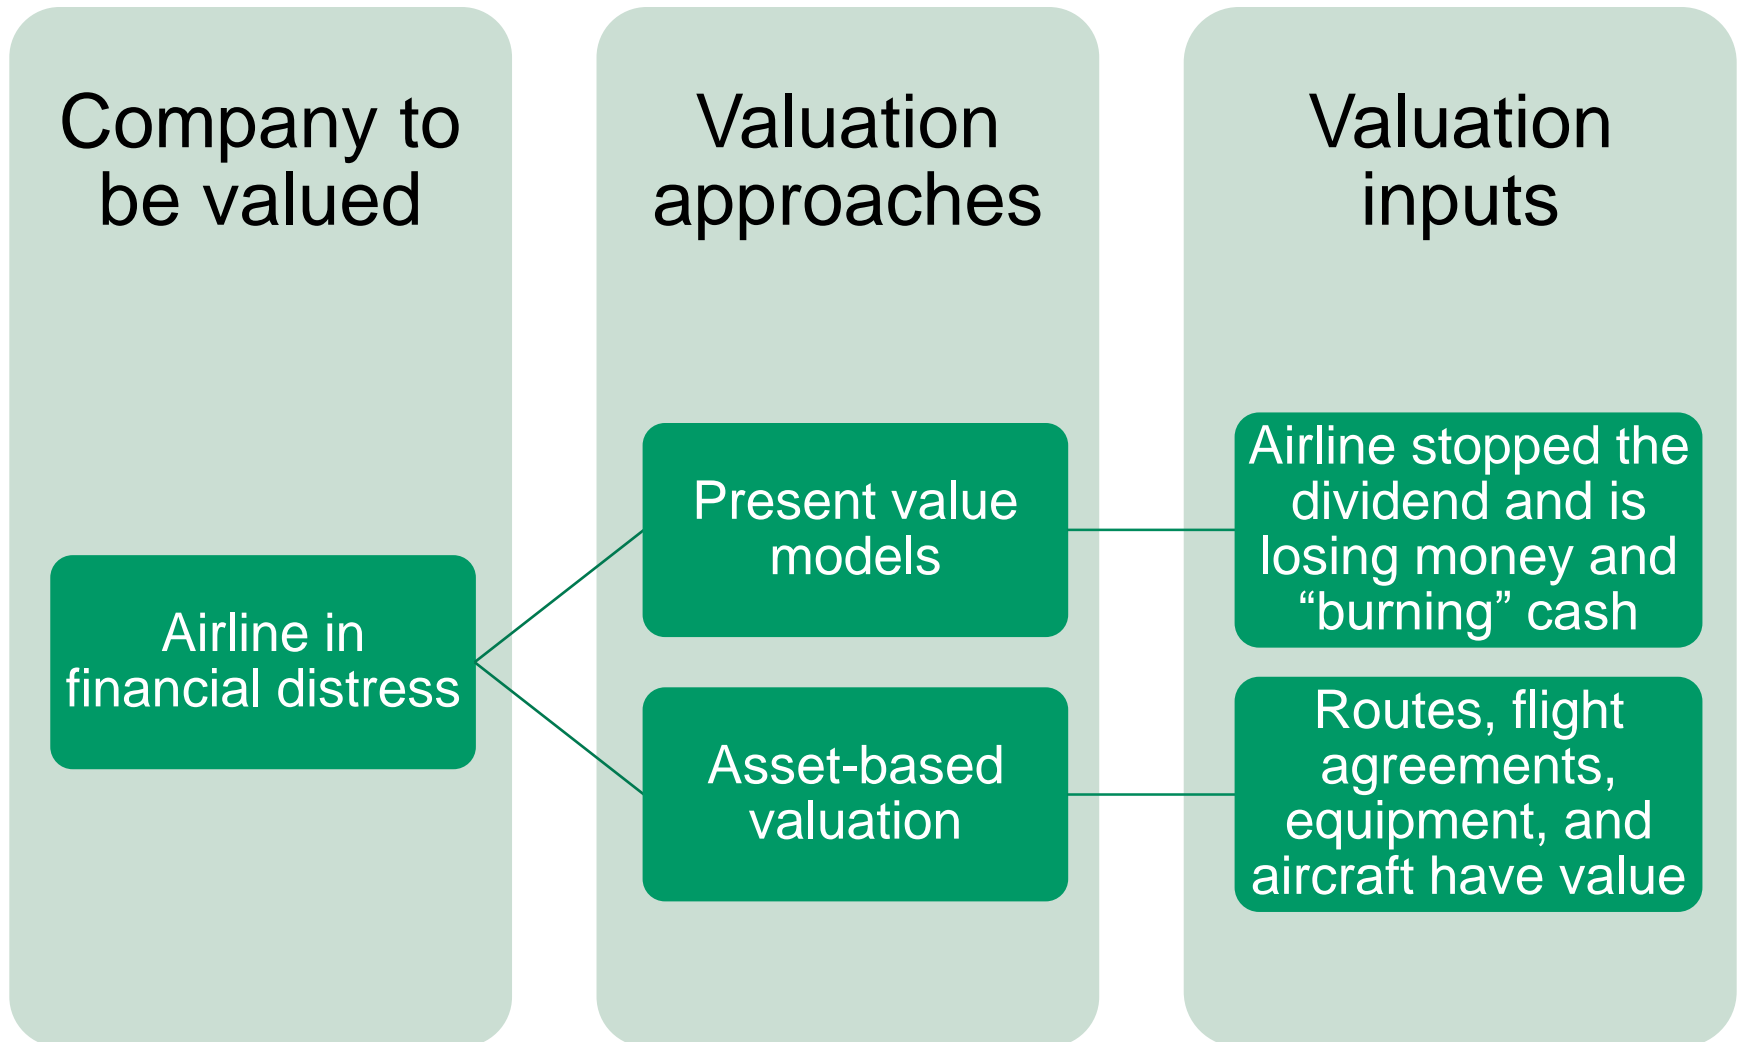 Company to
be valued
Valuation
approaches
Valuation
inputs
Airline in
financial distress
Present value
models
Asset-based
valuation
Airline stopped the
dividend and is
losing money and
“burning” cash
Routes, flight
agreements,
equipment, and
aircraft have value